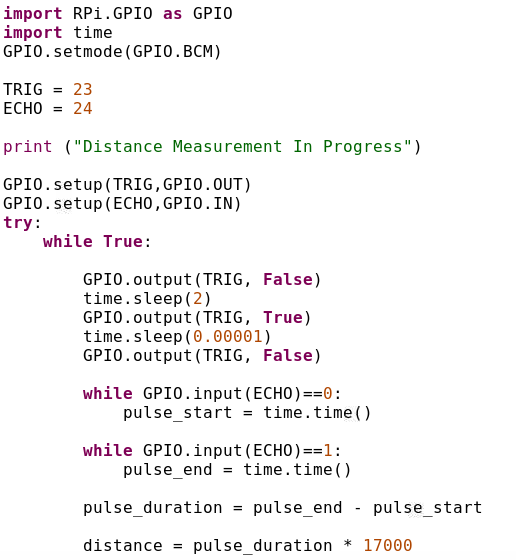 import RPi.GPIO as GPIO
import time
GPIO.setmode(GPIO.BCM)
TRIG = 23
ECHO = 24
print ("Distance Measurement In Progress")
GPIO.setup(TRIG,GPIO.OUT)
GPIO.setup(ECHO,GPIO.IN)
try:
    while True:
        GPIO.output(TRIG, False)
        time.sleep(2)
        GPIO.output(TRIG, True)
        time.sleep(0.00001)
        GPIO.output(TRIG, False)
        while GPIO.input(ECHO)==0:
            pulse_start = time.time()
        while GPIO.input(ECHO)==1:
            pulse_end = time.time()
        pulse_duration = pulse_end - pulse_start
        distance = pulse_duration * 17000